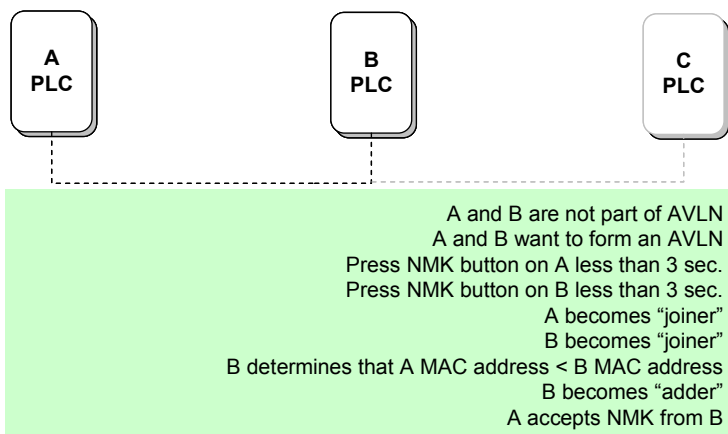 A
PLC
B
PLC
C
PLC
A and B are not part of AVLN
A and B want to form an AVLN
Press NMK button on A less than 3 sec.
Press NMK button on B less than 3 sec.
A becomes “joiner”
B becomes “joiner”
B determines that A MAC address < B MAC address
B becomes “adder”
A accepts NMK from B